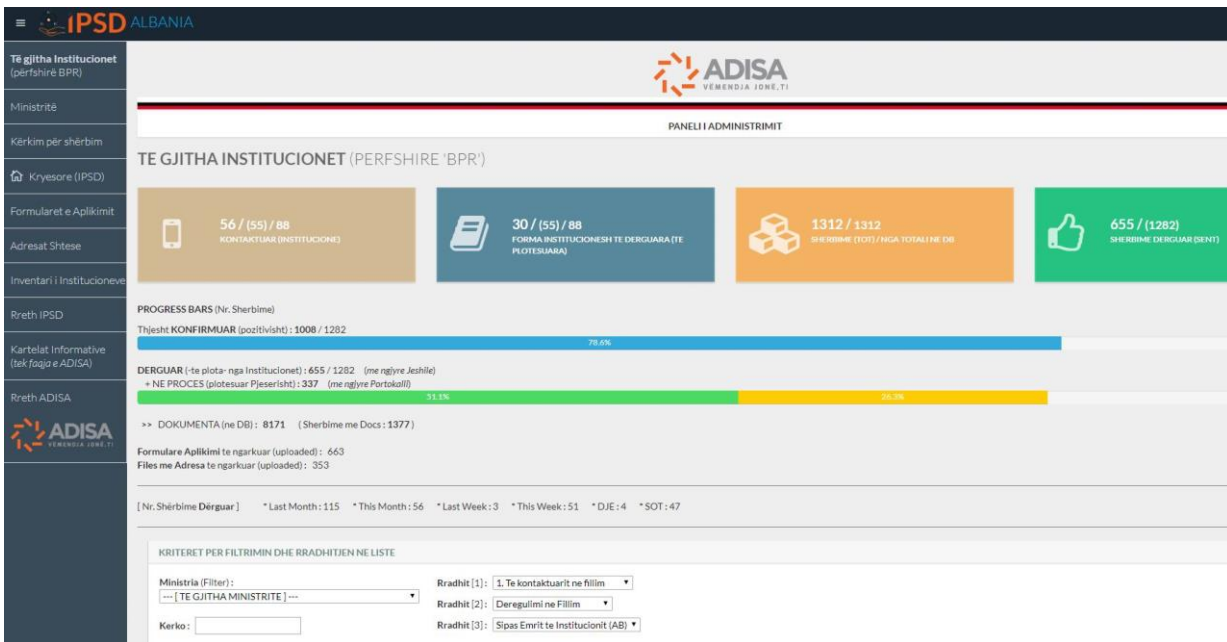 ≡ IPSD ALBANIA
Të gjitha Institucionet
(përfshirë BPR)
Ministritë
Kërkim për shërbim
Kryesore (IPSD)
Formularet e Aplikimit
Adresat Shtese
Inventari i Institucioneve
Rreth IPSD
Kartelat Informative
(tek faqja e ADISA)
Rreth ADISA
ADISA
VËMENDJA JONË, TI
ADISA
VËMENDJA JONË, TI
PANELI I ADMINISTRIMIT
TE GJITHA INSTITUCIONET (PERFSHIRE 'BPR')
56 / (55) / 88
KONTAKTUAR (INSTITUCIONE)
30 / (55) / 88
FORMA INSTITUCIONESH TE DERGUARA (TE
PLOTESUARA)
1312 / 1312
SHERBIME (TOT) / NGA TOTALI NE DB
655 / (1282)
SHERBIME DERGUAR (SENT)
PROGRESS BARS (Nr. Sherbime)
Thjesht KONFIRMUAR (pozitivisht) : 1008 / 1282
78.6%
DERGUAR (-te plota- nga Institucionet) : 655 / 1282 (me ngjyre Jeshile)
+ NE PROCES (plotesuar Pjeserisht) : 337 (me ngjyre Portokalli)
51.1% 26.3%
>> DOKUMENTA (ne DB) : 8171 ( Sherbime me Docs : 1377 )
Formulare Aplikimi te ngarkuar (uploaded) : 663
Files me Adresa te ngarkuar (uploaded) : 353
[ Nr. Shërbime Dërguar ] * Last Month : 115 * This Month : 56 * Last Week : 3 * This Week : 51 * DJE : 4 * SOT : 47
KRITERET PER FILTRIMIN DHE RRADHITJEN NE LISTE
Ministria (Filter) :
--- [ TE GJITHA MINISTRITE ] ---
Kerko :
Rradhit [1] : 1. Te kontaktuarit ne fillim
Rradhit [2] : Deregulimi ne Fillim
Rradhit [3] : Sipas Emrit te Institucionit (AB)